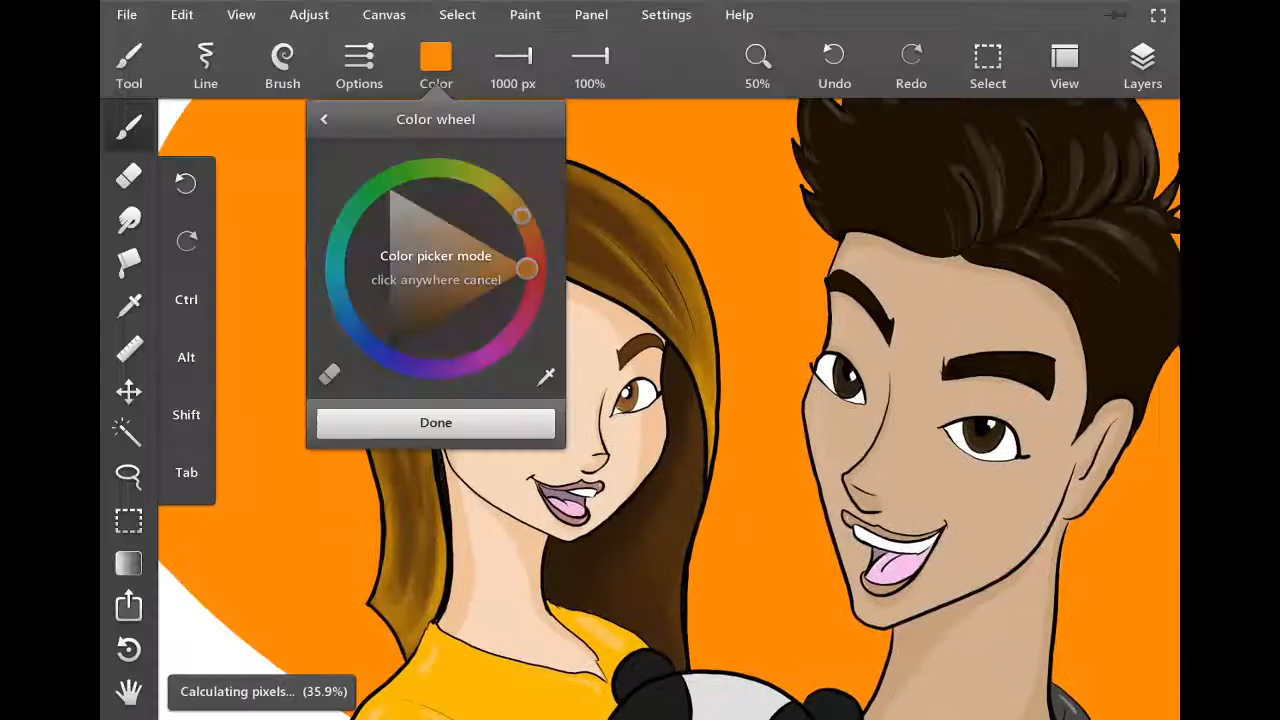 File Edit View Adjust Canvas Select Paint Panel Settings Help
Tool Line Brush Options Color 1000 px 100% 50% Undo Redo Select View Layers
Color wheel
Color picker mode
click anywhere cancel
Done
Ctrl
Alt
Shift
Tab
Calculating pixels... (35.9%)